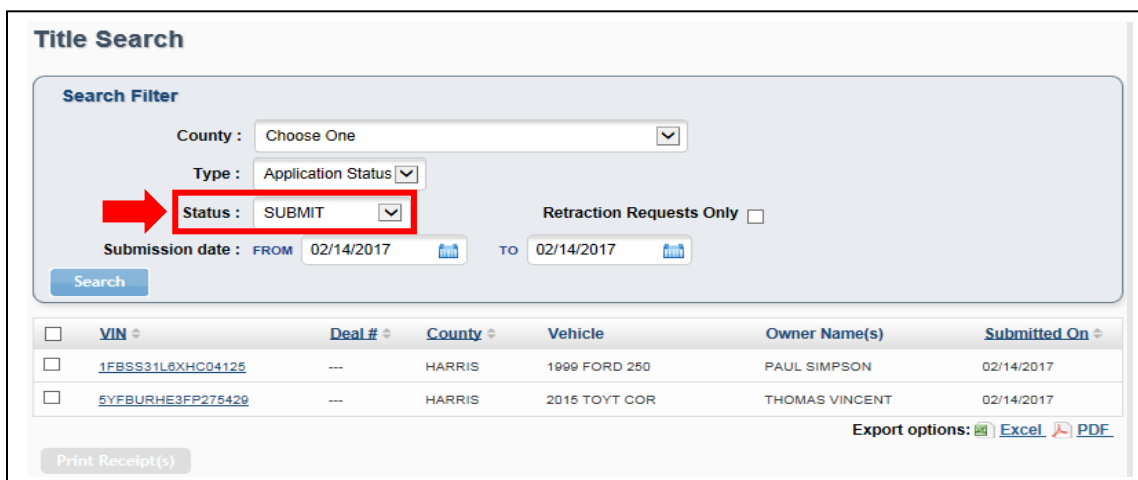 Title Search
Search Filter
County : Choose One
Type : Application Status
Status : SUBMIT Retraction Requests Only
Submission date : FROM 02/14/2017 TO 02/14/2017
Search
VIN Deal # County Vehicle Owner Name(s) Submitted On
1FBSS31L6XHC04125 --- HARRIS 1999 FORD 250 PAUL SIMPSON 02/14/2017
5YFBURHE3FP275429 --- HARRIS 2015 TOYT COR THOMAS VINCENT 02/14/2017
Export options: Excel PDF
Print Receipt(s)